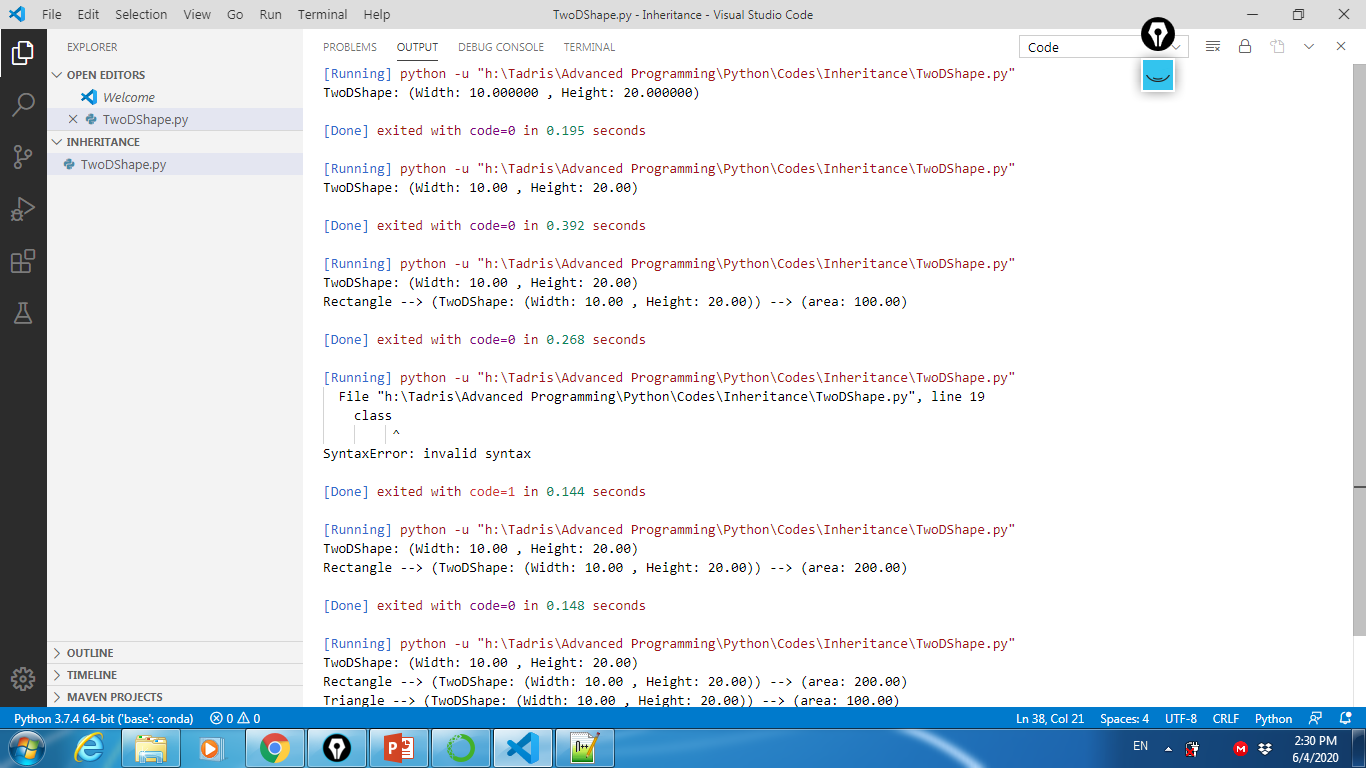 File Edit Selection View Go Run Terminal Help
TwoDShape.py - Inheritance - Visual Studio Code
EXPLORER
OPEN EDITORS
Welcome
TwoDShape.py
INHERITANCE
TwoDShape.py
OUTLINE
TIMELINE
MAVEN PROJECTS
PROBLEMS OUTPUT DEBUG CONSOLE TERMINAL
Code
[Running] python -u "h:\Tadris\Advanced Programming\Python\Codes\Inheritance\TwoDShape.py"
TwoDShape: (Width: 10.000000 , Height: 20.000000)
[Done] exited with code=0 in 0.195 seconds
[Running] python -u "h:\Tadris\Advanced Programming\Python\Codes\Inheritance\TwoDShape.py"
TwoDShape: (Width: 10.00 , Height: 20.00)
[Done] exited with code=0 in 0.392 seconds
[Running] python -u "h:\Tadris\Advanced Programming\Python\Codes\Inheritance\TwoDShape.py"
TwoDShape: (Width: 10.00 , Height: 20.00)
Rectangle --> (TwoDShape: (Width: 10.00 , Height: 20.00)) --> (area: 100.00)
[Done] exited with code=0 in 0.268 seconds
[Running] python -u "h:\Tadris\Advanced Programming\Python\Codes\Inheritance\TwoDShape.py"
File "h:\Tadris\Advanced Programming\Python\Codes\Inheritance\TwoDShape.py", line 19
class
^
SyntaxError: invalid syntax
[Done] exited with code=1 in 0.144 seconds
[Running] python -u "h:\Tadris\Advanced Programming\Python\Codes\Inheritance\TwoDShape.py"
TwoDShape: (Width: 10.00 , Height: 20.00)
Rectangle --> (TwoDShape: (Width: 10.00 , Height: 20.00)) --> (area: 200.00)
[Done] exited with code=0 in 0.148 seconds
[Running] python -u "h:\Tadris\Advanced Programming\Python\Codes\Inheritance\TwoDShape.py"
TwoDShape: (Width: 10.00 , Height: 20.00)
Rectangle --> (TwoDShape: (Width: 10.00 , Height: 20.00)) --> (area: 200.00)
Triangle --> (TwoDShape: (Width: 10.00 , Height: 20.00)) --> (area: 100.00)
Python 3.7.4 64-bit ('base': conda) 0 0 Ln 38, Col 21 Spaces: 4 UTF-8 CRLF Python
EN
2:30 PM
6/4/2020